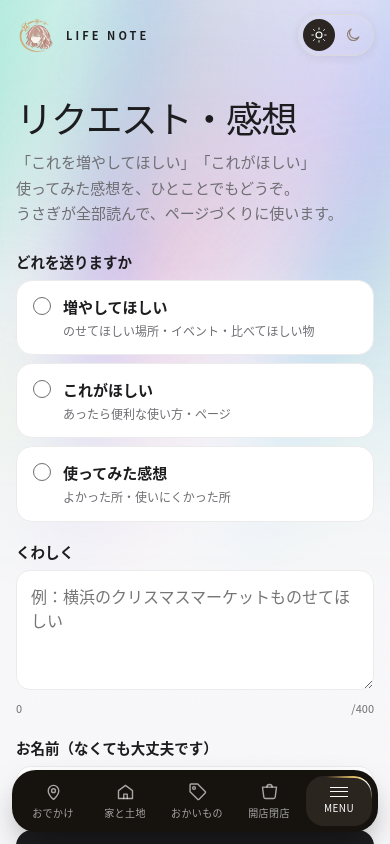 LIFE NOTE
リクエスト・感想
「これを増やしてほしい」「これがほしい」
使ってみた感想を、ひとことでもどうぞ。
うさぎが全部読んで、ページづくりに使います。
どれを送りますか
増やしてほしい
のせてほしい場所・イベント・比べてほしい物
これがほしい
あったら便利な使い方・ページ
使ってみた感想
よかった所・使いにくかった所
くわしく
例：横浜のクリスマスマーケットものせてほ
しい
0
/400
お名前（なくても大丈夫です）
おでかけ
家と土地
おかいもの
開店閉店
MENU